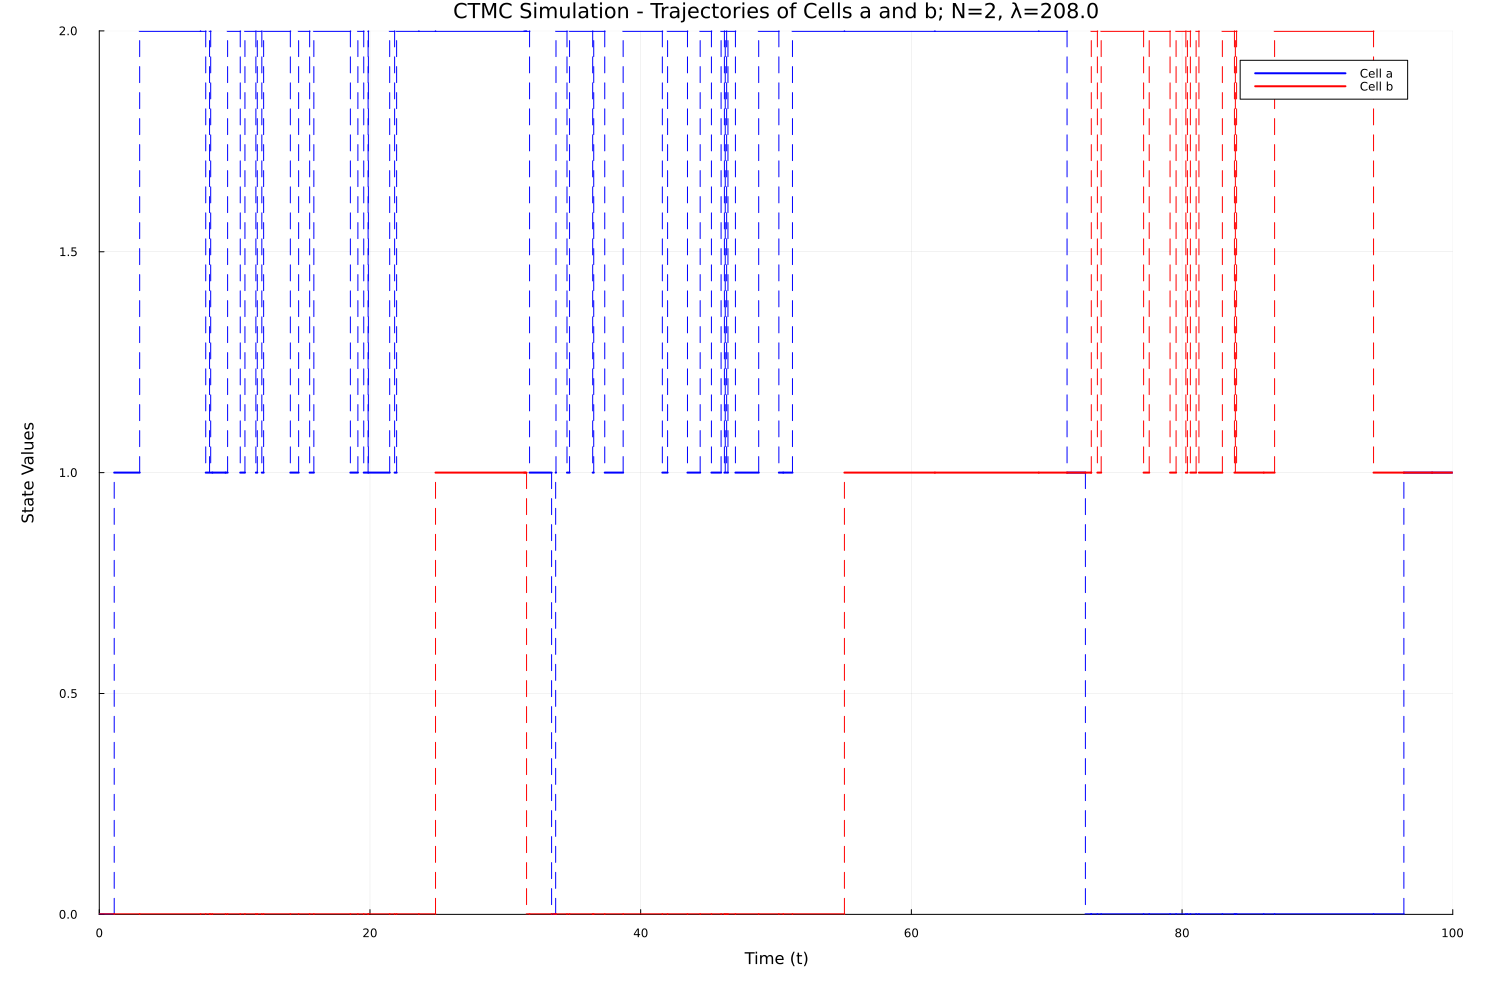 CTMC Simulation - Trajectories of Cells a and b; N=2, λ=208.0
2.0
Cell a
Cell b
1.5
1.0
State Values
0.5
0.0
0 20 40 60 80 100
Time (t)